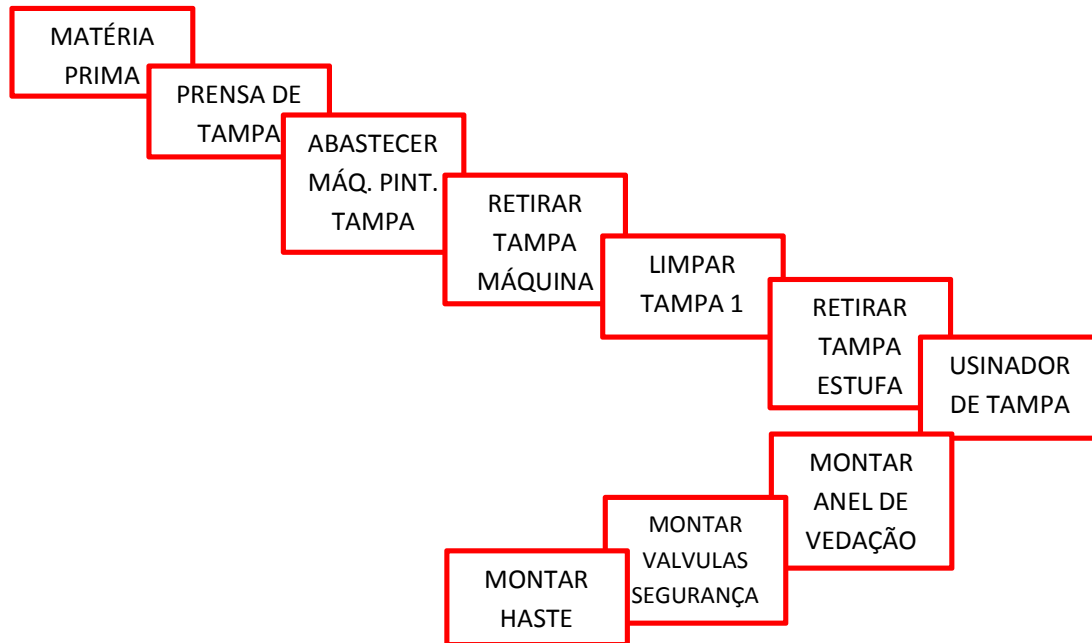 MATÉRIA
PRIMA
PRENSA DE
TAMPA
ABASTECER
MÁQ. PINT.
TAMPA
RETIRAR
TAMPA
MÁQUINA
LIMPAR
TAMPA 1
RETIRAR
TAMPA
ESTUFA
USINADOR
DE TAMPA
MONTAR
ANEL DE
VEDAÇÃO
MONTAR
VALVULAS
SEGURANÇA
MONTAR
HASTE